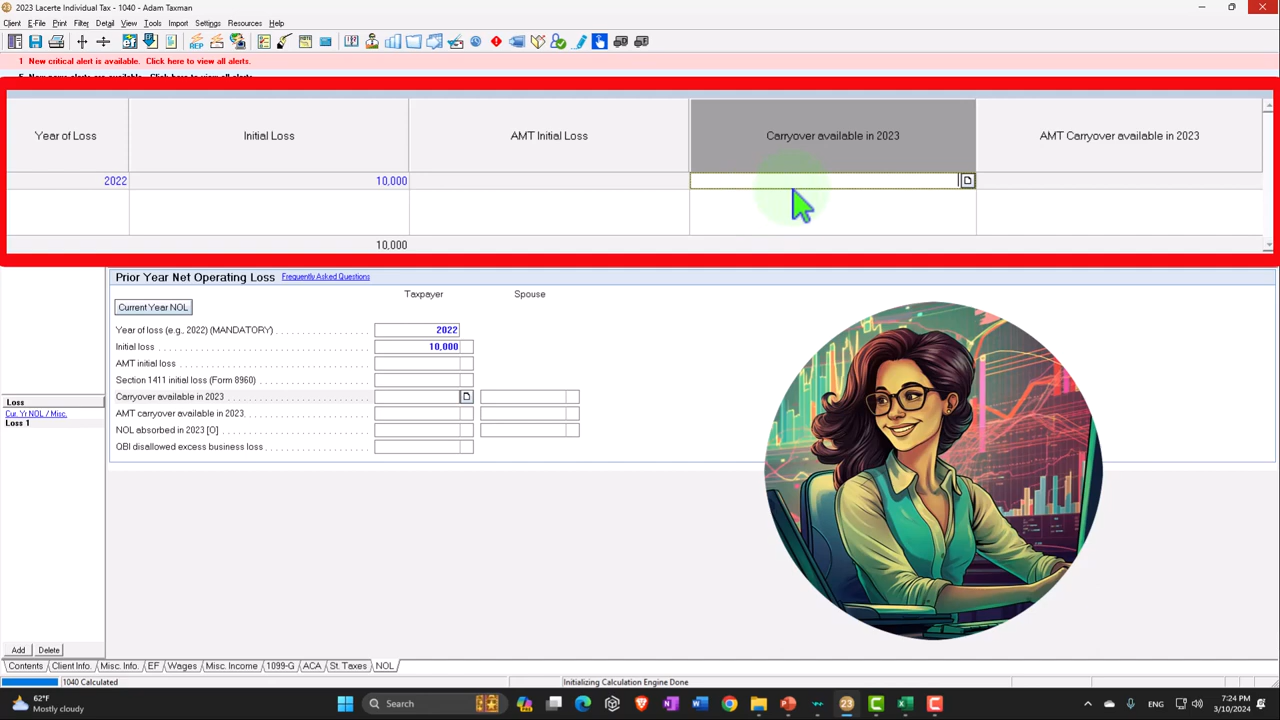 23 2023 Lacerte Individual Tax - 1040 - Adam Taxman
Client E-File Print Filter Detail View Tools Import Settings Resources Help
1 New critical alert is available. Click here to view all alerts.
Year of Loss Initial Loss AMT Initial Loss Carryover available in 2023 AMT Carryover available in 2023
2022 10,000
10,000
Prior Year Net Operating Loss Frequently Asked Questions
Taxpayer Spouse
Current Year NOL
Year of loss (e.g., 2022) (MANDATORY) 2022
Initial loss 10,000
AMT initial loss
Section 1411 initial loss (Form 8960)
Carryover available in 2023
AMT carryover available in 2023
NOL absorbed in 2023 [O]
QBI disallowed excess business loss
Loss
Cur. Yr NOL / Misc.
Loss 1
Add Delete
Contents Client Info. Misc. Info. EF Wages Misc. Income 1099-G ACA St. Taxes NOL
1040 Calculated Initializing Calculation Engine Done
62°F
Mostly cloudy
Search
23
ENG
7:24 PM
3/10/2024